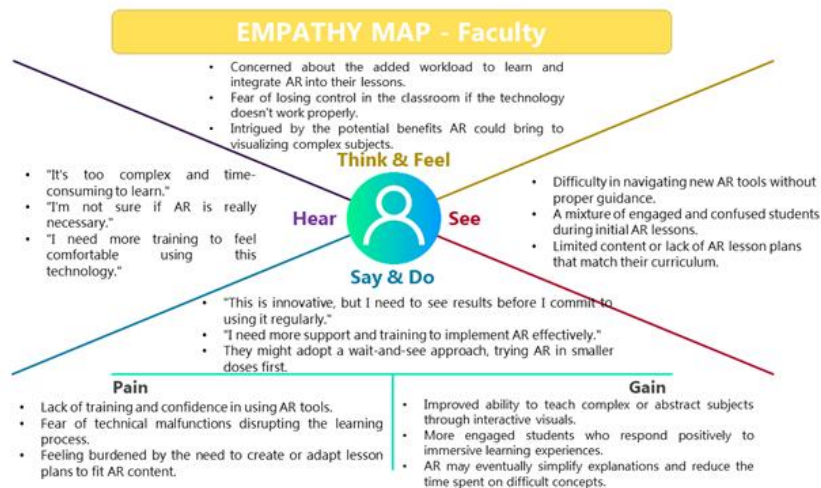 EMPATHY MAP - Faculty
• Concerned about the added workload to learn and
integrate AR into their lessons.
• Fear of losing control in the classroom if the technology
doesn't work properly.
• Intrigued by the potential benefits AR could bring to
visualizing complex subjects.
Think & Feel
• "It's too complex and time-
consuming to learn."
• "I'm not sure if AR is really
necessary."
• "I need more training to feel
comfortable using this
technology."
Hear
See
• Difficulty in navigating new AR tools without
proper guidance.
• A mixture of engaged and confused students
during initial AR lessons.
• Limited content or lack of AR lesson plans
that match their curriculum.
Say & Do
• "This is innovative, but I need to see results before I commit to
using it regularly."
• "I need more support and training to implement AR effectively."
• They might adopt a wait-and-see approach, trying AR in smaller
doses first.
Pain
• Lack of training and confidence in using AR tools.
• Fear of technical malfunctions disrupting the learning
process.
• Feeling burdened by the need to create or adapt lesson
plans to fit AR content.
Gain
• Improved ability to teach complex or abstract subjects
through interactive visuals.
• More engaged students who respond positively to
immersive learning experiences.
• AR may eventually simplify explanations and reduce the
time spent on difficult concepts.